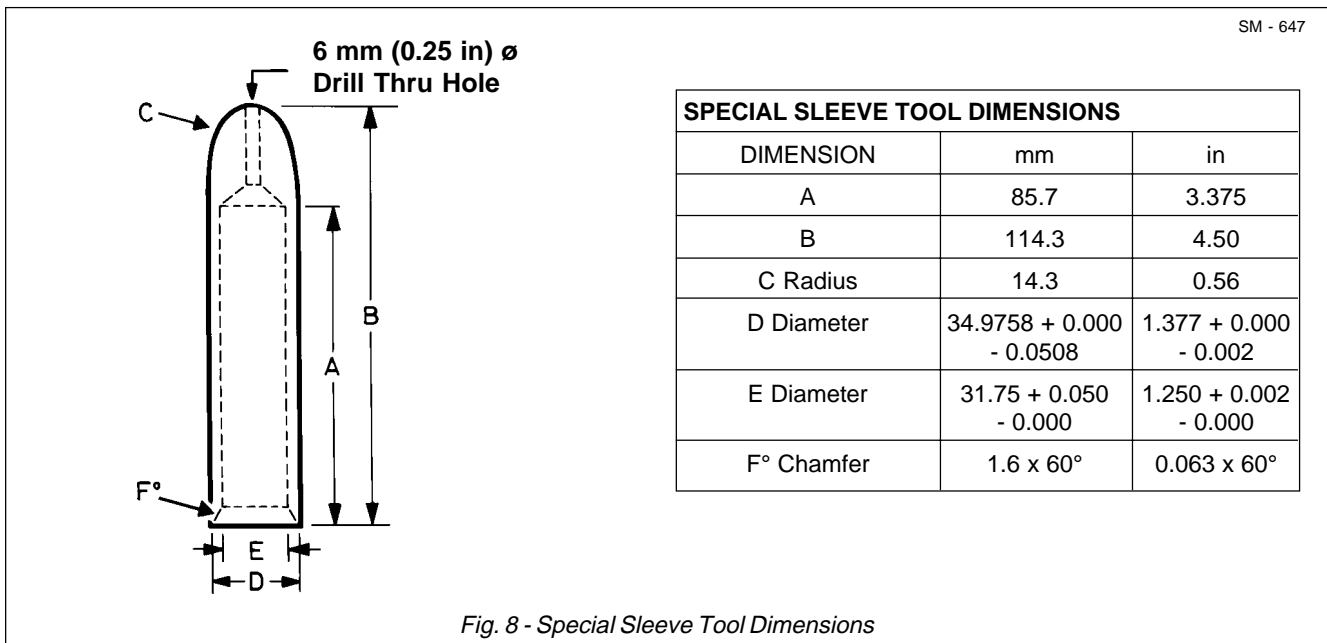 SM - 647
6 mm (0.25 in) ø
Drill Thru Hole
C
B
A
F°
E
D
SPECIAL SLEEVE TOOL DIMENSIONS
DIMENSION mm in
A 85.7 3.375
B 114.3 4.50
C Radius 14.3 0.56
D Diameter 34.9758 + 0.000 1.377 + 0.000
- 0.0508 - 0.002
E Diameter 31.75 + 0.050 1.250 + 0.002
- 0.000 - 0.000
F° Chamfer 1.6 x 60° 0.063 x 60°
Fig. 8 - Special Sleeve Tool Dimensions